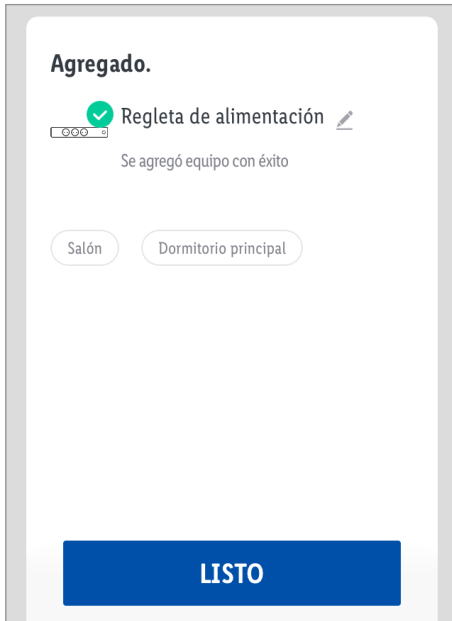 Agregado.
Regleta de alimentación
Se agregó equipo con éxito
Salón
Dormitorio principal
LISTO